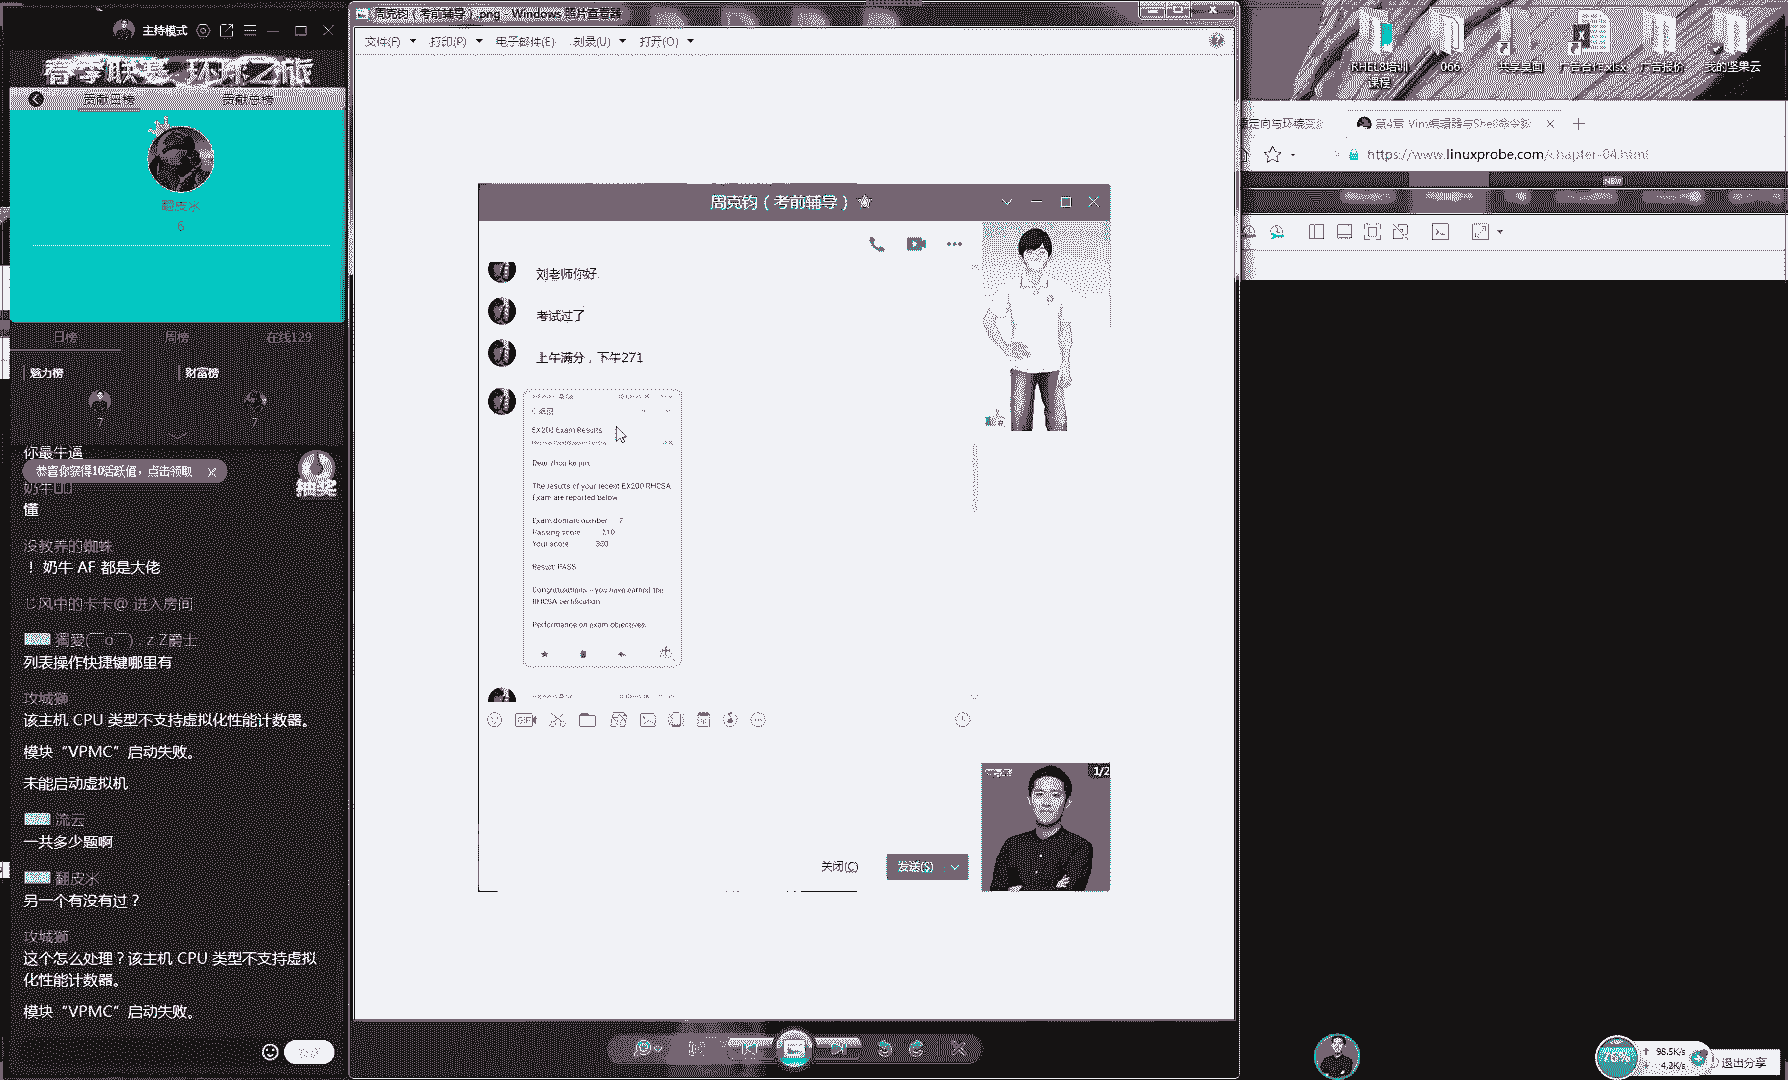 主持模式
春季联赛 环球之旅
贡献周榜
贡献总榜
翻皮水
6
日榜
周榜
在线129
魅力榜
财富榜
7
7
你最牛逼
恭喜你获得10活跃值，点击领取
抽奖
懂
没教养的蜘蛛
！ 奶牛 AF 都是大佬
风中的卡卡@ 进入房间
列表操作快捷键哪里有
攻城狮
该主机 CPU 类型不支持虚拟化性能计数器。
模块“VPMC”启动失败。
未能启动虚拟机
流云
一共多少题啊
翻皮水
另一个有没有过？
攻城狮
这个怎么处理？该主机 CPU 类型不支持虚拟
化性能计数器。
模块“VPMC”启动失败。
周克钧（考前辅导）.png - Windows 照片查看器
文件(F)
打印(P)
电子邮件(E)
刻录(U)
打开(O)
周克钧（考前辅导）
刘老师你好
考试过了
上午满分，下午271
EX200 Exam Results
The results of your recent EX200 RHCSA
Exam are reported below
Exam domain number 7
Passing score 210
Your score 300
Result: PASS
Congratulations - you have earned the
RHCSA certification
Performance on exam objectives:
1/2
关闭(C)
发送(S)
RHEL8培训
课程
066
共享桌面
广告合作.xlsx
广告报价
我的坚果云
定向与环境变
第4章 Vim编辑器与Shell命令脚
https://www.linuxprobe.com/chapter-04.html
NEW
76%
98.5K/s
4.2K/s
退出分享